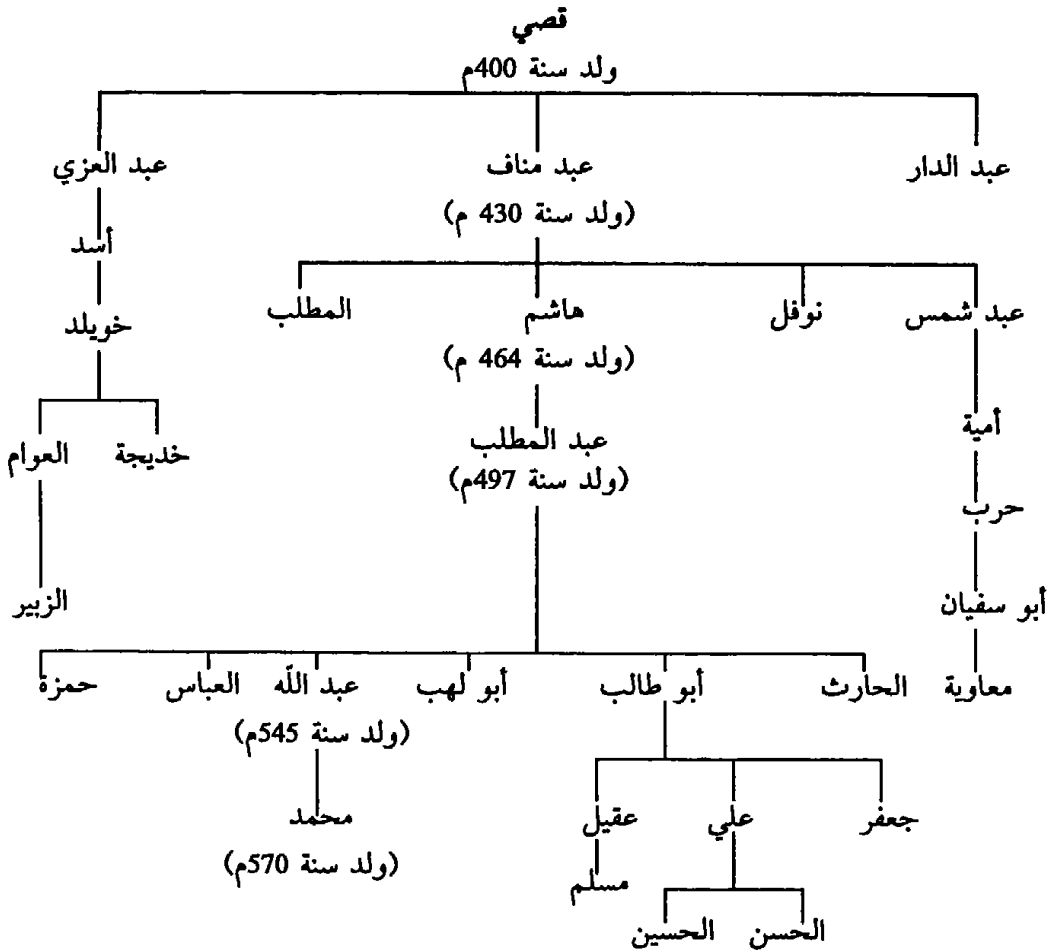 قصي
ولد سنة 400م
عبد الدار
عبد مناف
عبد العزي
(ولد سنة 430 م)
أسد
عبد شمس
نوفل
هاشم
المطلب
خويلد
(ولد سنة 464 م)
أمية
عبد المطلب
خديجة
العوام
(ولد سنة 497م)
حرب
أبو سفيان
الزبير
معاوية
الحارث
أبو طالب
أبو لهب
عبد اللّه
العباس
حمزة
(ولد سنة 545م)
جعفر
علي
عقيل
محمد
(ولد سنة 570م)
مسلم
الحسن
الحسين